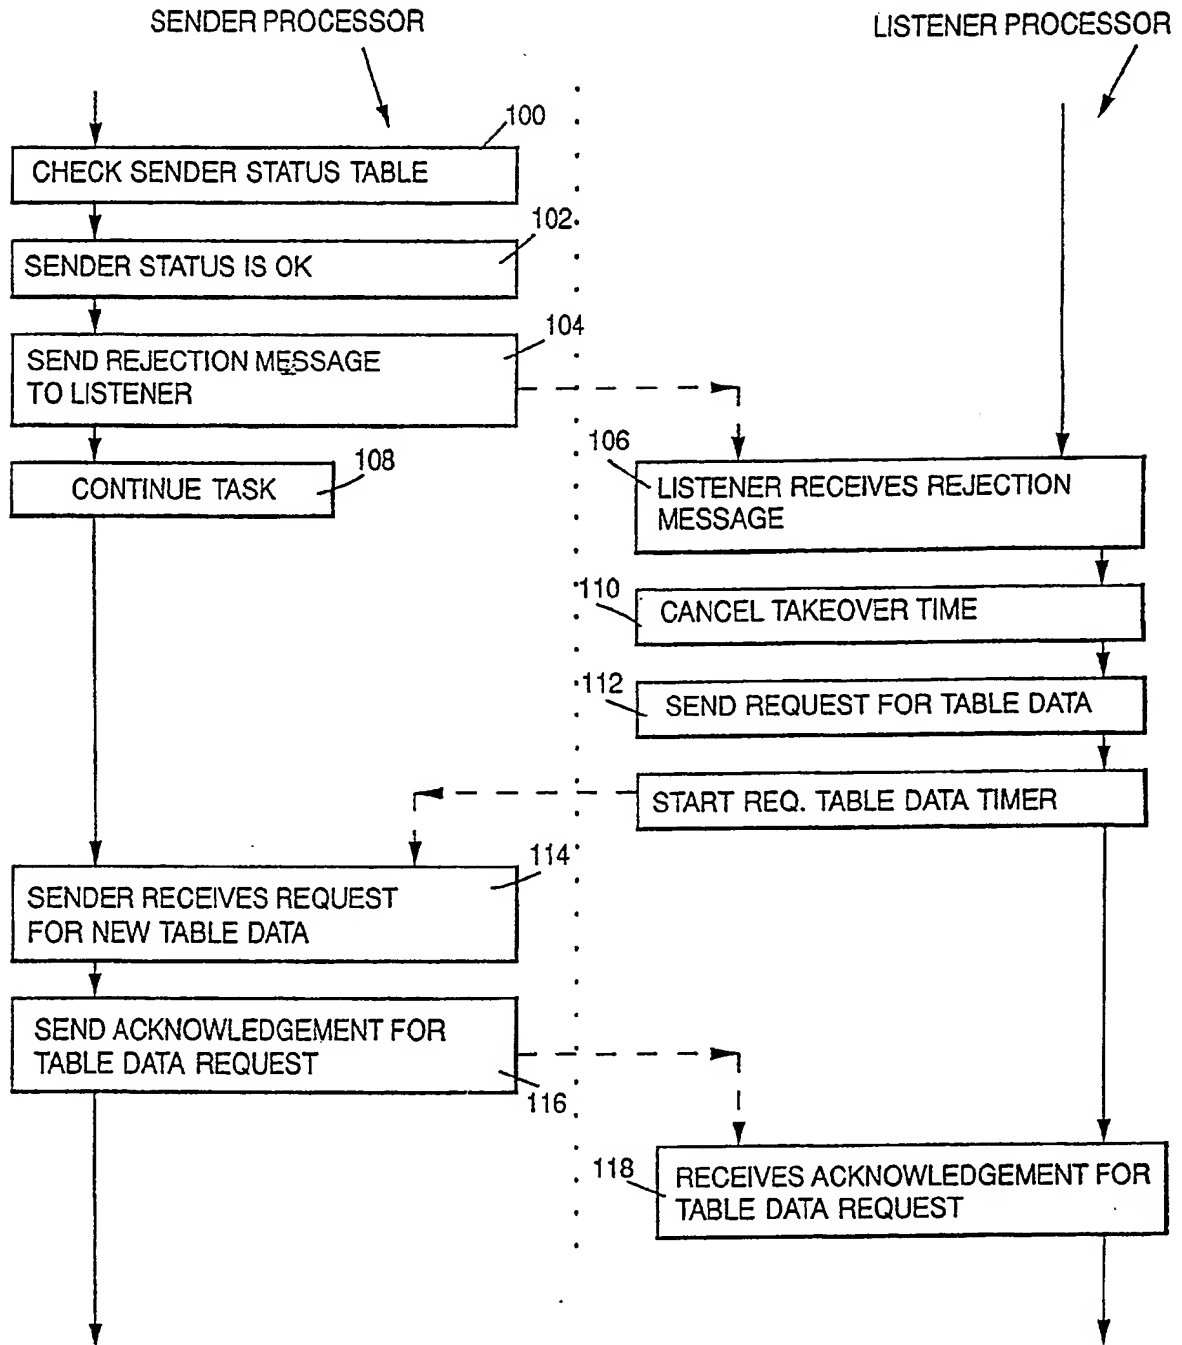 SENDER PROCESSOR
LISTENER PROCESSOR
100
CHECK SENDER STATUS TABLE
102
SENDER STATUS IS OK
104
SEND REJECTION MESSAGE
TO LISTENER
108
CONTINUE TASK
106
LISTENER RECEIVES REJECTION
MESSAGE
110
CANCEL TAKEOVER TIME
112
SEND REQUEST FOR TABLE DATA
START REQ. TABLE DATA TIMER
114
SENDER RECEIVES REQUEST
FOR NEW TABLE DATA
SEND ACKNOWLEDGEMENT FOR
TABLE DATA REQUEST
116
118
RECEIVES ACKNOWLEDGEMENT FOR
TABLE DATA REQUEST